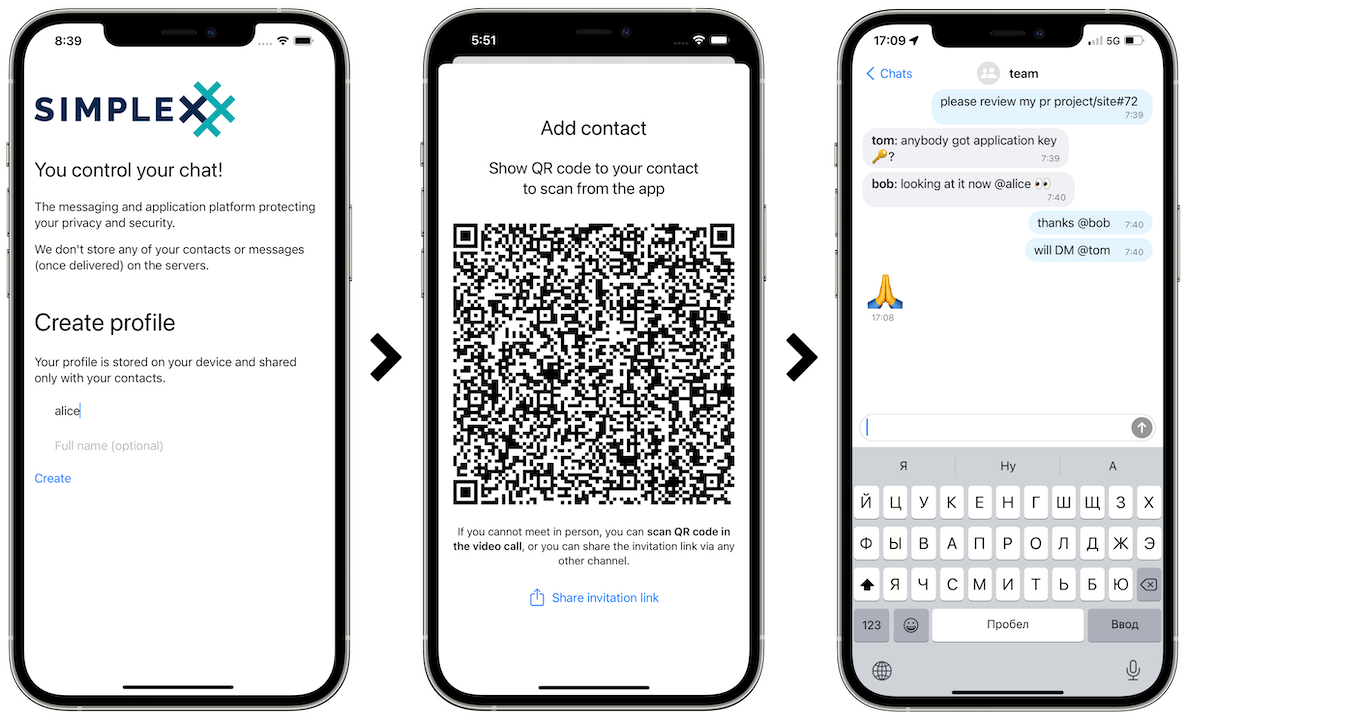 8:39
SIMPLEX
You control your chat!
The messaging and application platform protecting
your privacy and security.
We don't store any of your contacts or messages
(once delivered) on the servers.
Create profile
Your profile is stored on your device and shared
only with your contacts.
alice
Full name (optional)
Create
5:51
Add contact
Show QR code to your contact
to scan from the app
If you cannot meet in person, you can scan QR code in
the video call, or you can share the invitation link via any
other channel.
Share invitation link
17:09 5G
Chats team
please review my pr project/site#72
7:39
tom: anybody got application key
🔑? 7:39
bob: looking at it now @alice 👀
7:40
thanks @bob 7:40
will DM @tom 7:40
🙏
17:08
Я Ну А
Й Ц У К Е Н Г Ш Щ З Х
Ф Ы В А П Р О Л Д Ж Э
Я Ч С М И Т Ь Б Ю
123 Пробел Ввод